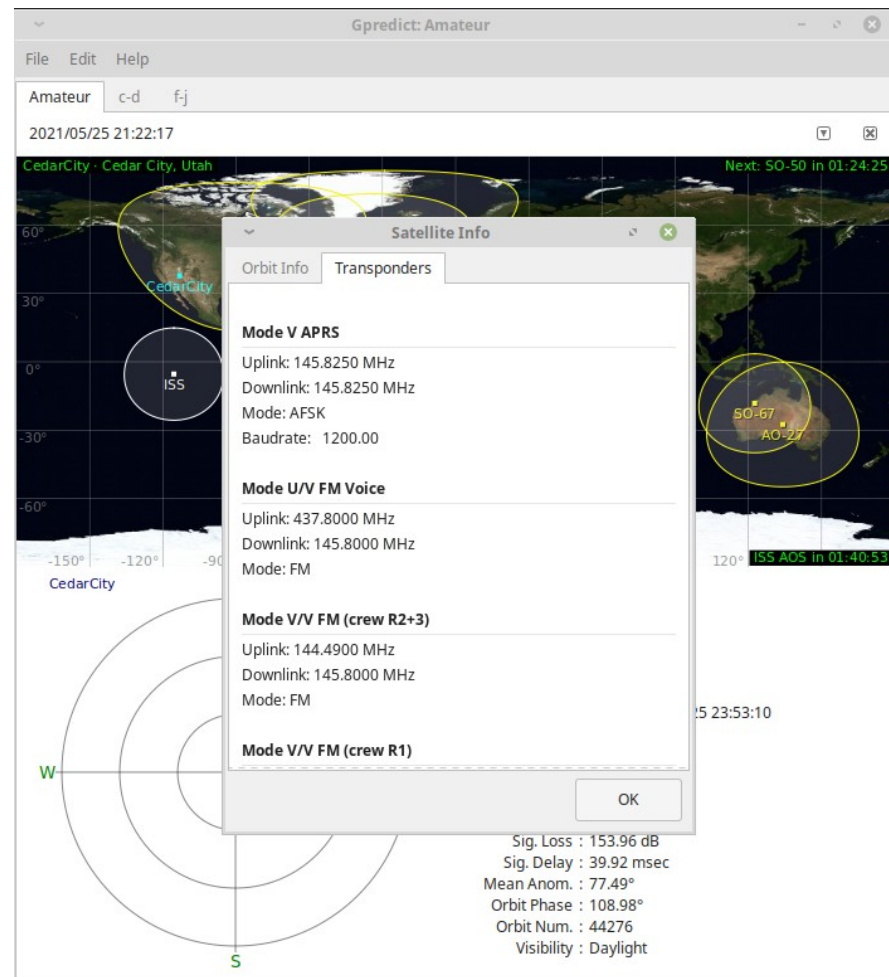 Gpredict: Amateur
File Edit Help
Amateur c-d f-j
2021/05/25 21:22:17
CedarCity - Cedar City, Utah
Next: SO-50 in 01:24:25
60°
CedarCity
30°
0°
ISS
-30°
-60°
-150° -120° -90
SO-67
AO-27
120°
ISS AOS in 01:40:53
Satellite Info
Orbit Info Transponders
Mode V APRS
Uplink: 145.8250 MHz
Downlink: 145.8250 MHz
Mode: AFSK
Baudrate: 1200.00
Mode U/V FM Voice
Uplink: 437.8000 MHz
Downlink: 145.8000 MHz
Mode: FM
Mode V/V FM (crew R2+3)
Uplink: 144.4900 MHz
Downlink: 145.8000 MHz
Mode: FM
Mode V/V FM (crew R1)
OK
CedarCity
W
S
25 23:53:10
Sig. Loss : 153.96 dB
Sig. Delay : 39.92 msec
Mean Anom. : 77.49°
Orbit Phase : 108.98°
Orbit Num. : 44276
Visibility : Daylight